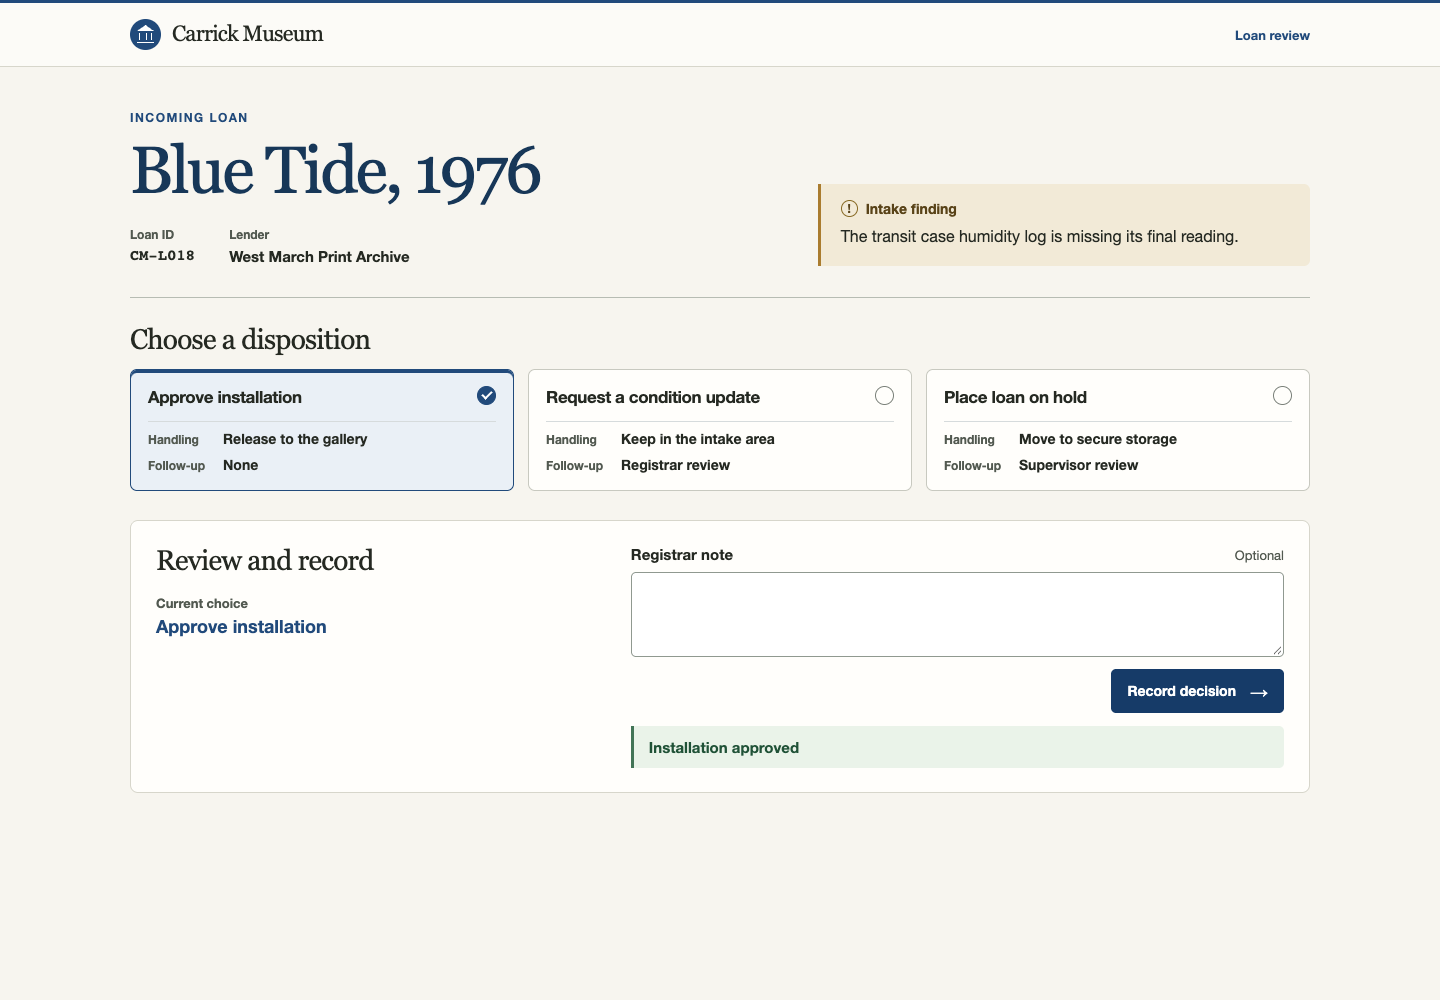 Carrick Museum
Loan review
INCOMING LOAN
Blue Tide, 1976
Loan ID
CM-L018
Lender
West March Print Archive
Intake finding
The transit case humidity log is missing its final reading.
Choose a disposition
Approve installation
Handling Release to the gallery
Follow-up None
Request a condition update
Handling Keep in the intake area
Follow-up Registrar review
Place loan on hold
Handling Move to secure storage
Follow-up Supervisor review
Review and record
Current choice
Approve installation
Registrar note
Optional
Record decision →
Installation approved